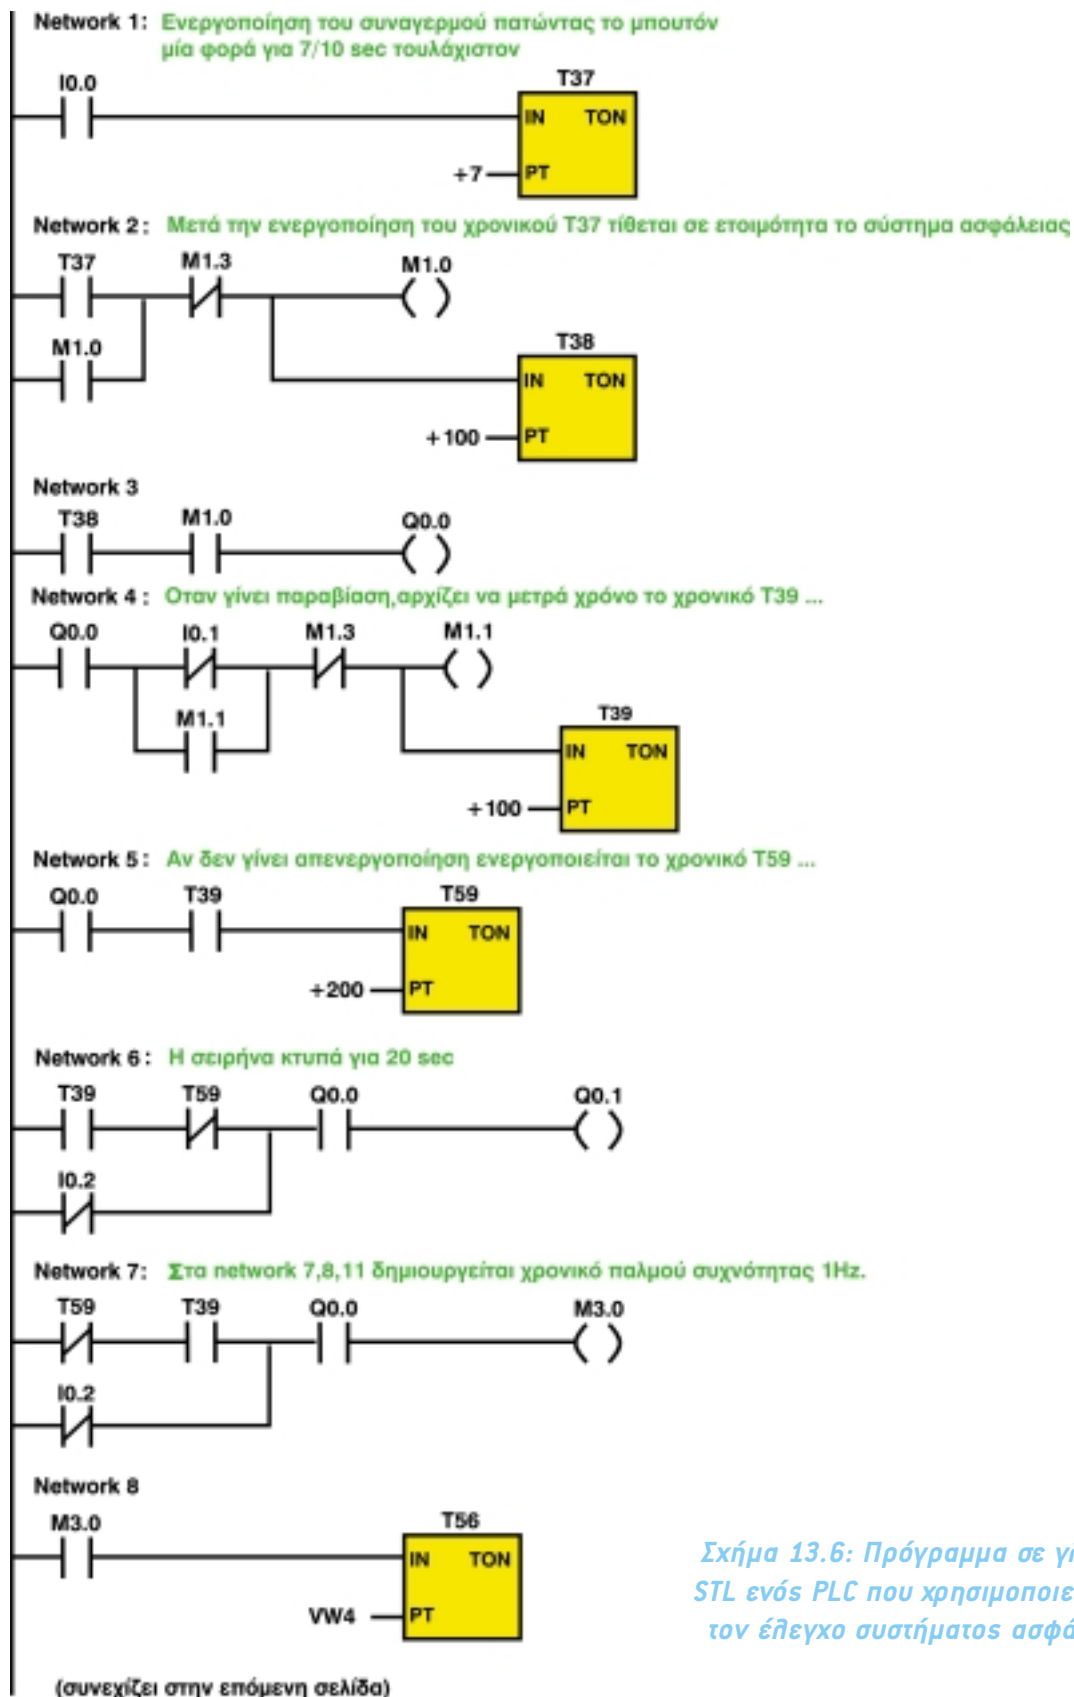 Network 1: Ενεργοποίηση του συναγερμού πατώντας το μπουτόν
μία φορά για 7/10 sec τουλάχιστον
I0.0
T37
IN TON
+7
PT
Network 2: Μετά την ενεργοποίηση του χρονικού T37 τίθεται σε ετοιμότητα το σύστημα ασφάλειας
T37 M1.3 M1.0
M1.0
T38
IN TON
+100
PT
Network 3
T38 M1.0 Q0.0
Network 4: Οταν γίνει παραβίαση,αρχίζει να μετρά χρόνο το χρονικό T39 ...
Q0.0 I0.1 M1.3 M1.1
M1.1
T39
IN TON
+100
PT
Network 5: Αν δεν γίνει απενεργοποίηση ενεργοποιείται το χρονικό T59 ...
Q0.0 T39 T59
IN TON
+200
PT
Network 6: Η σειρήνα κτυπά για 20 sec
T39 T59 Q0.0 Q0.1
I0.2
Network 7: Στα network 7,8,11 δημιουργείται χρονικό παλμού συχνότητας 1Hz.
T59 T39 Q0.0 M3.0
I0.2
Network 8
M3.0 T56
IN TON
VW4
PT
Σχήμα 13.6: Πρόγραμμα σε γλ
STL ενός PLC που χρησιμοποιε
τον έλεγχο συστήματος ασφά
(συνεχίζει στην επόμενη σελίδα)